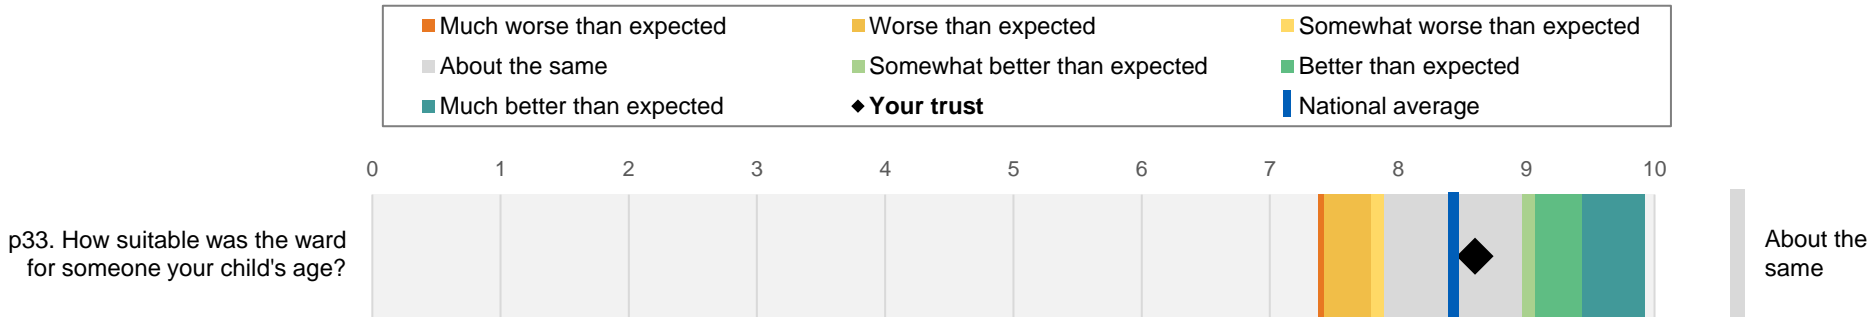 Much worse than expected
Worse than expected
Somewhat worse than expected
About the same
Somewhat better than expected
Better than expected
Much better than expected
Your trust
National average
0 1 2 3 4 5 6 7 8 9 10
p33. How suitable was the ward
for someone your child's age?
About the
same